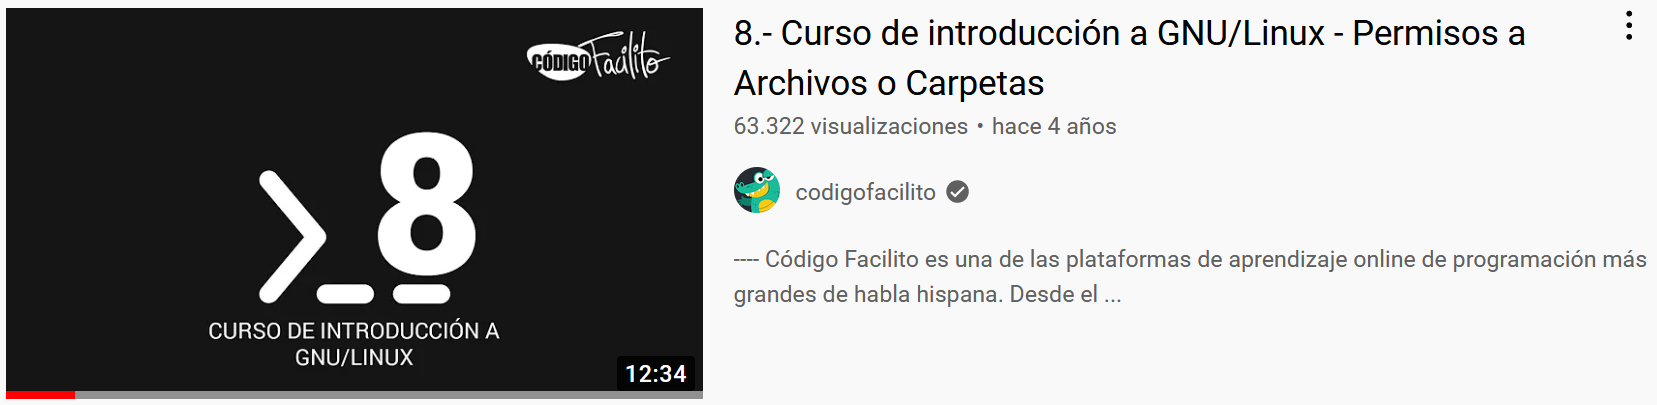 CÓDIGO Facilito
>_8
CURSO DE INTRODUCCIÓN A
GNU/LINUX
12:34
8.- Curso de introducción a GNU/Linux - Permisos a
Archivos o Carpetas
63.322 visualizaciones • hace 4 años
codigofacilito
---- Código Facilito es una de las plataformas de aprendizaje online de programación más
grandes de habla hispana. Desde el ...